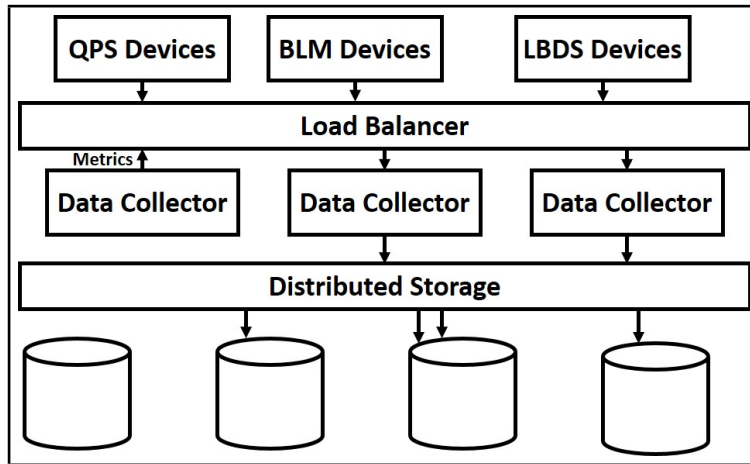 QPS Devices
BLM Devices
LBDS Devices
Load Balancer
Metrics
Data Collector
Data Collector
Data Collector
Distributed Storage